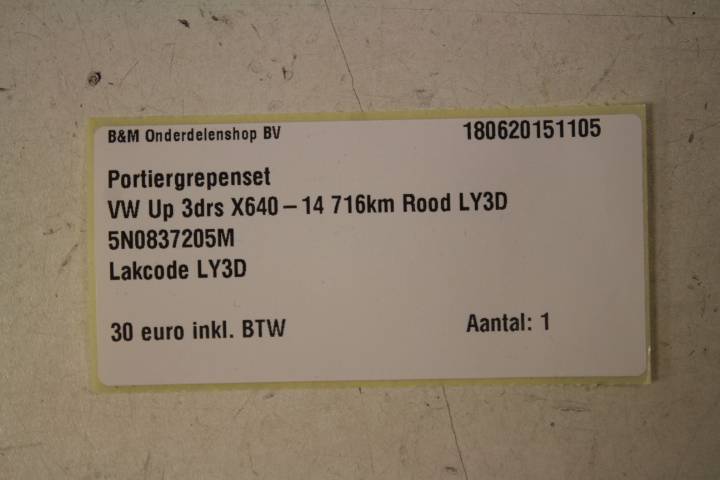 B&M Onderdelenshop BV 180620151105
Portiergrepenset
VW Up 3drs X640-14 716km Rood LY3D
5N0837205M
Lakcode LY3D
30 euro inkl. BTW Aantal: 1